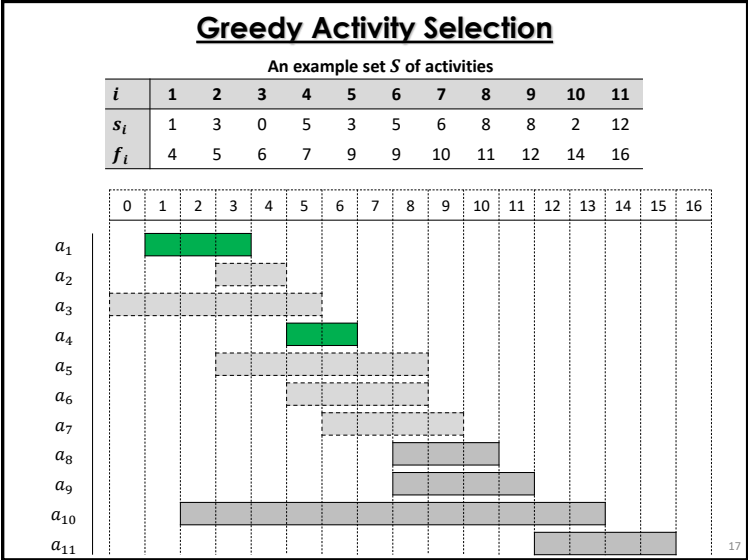 Greedy Activity Selection
An example set S of activities
i 1 2 3 4 5 6 7 8 9 10 11
sᵢ 1 3 0 5 3 5 6 8 8 2 12
fᵢ 4 5 6 7 9 9 10 11 12 14 16
0 1 2 3 4 5 6 7 8 9 10 11 12 13 14 15 16
a₁
a₂
a₃
a₄
a₅
a₆
a₇
a₈
a₉
a₁₀
a₁₁
17